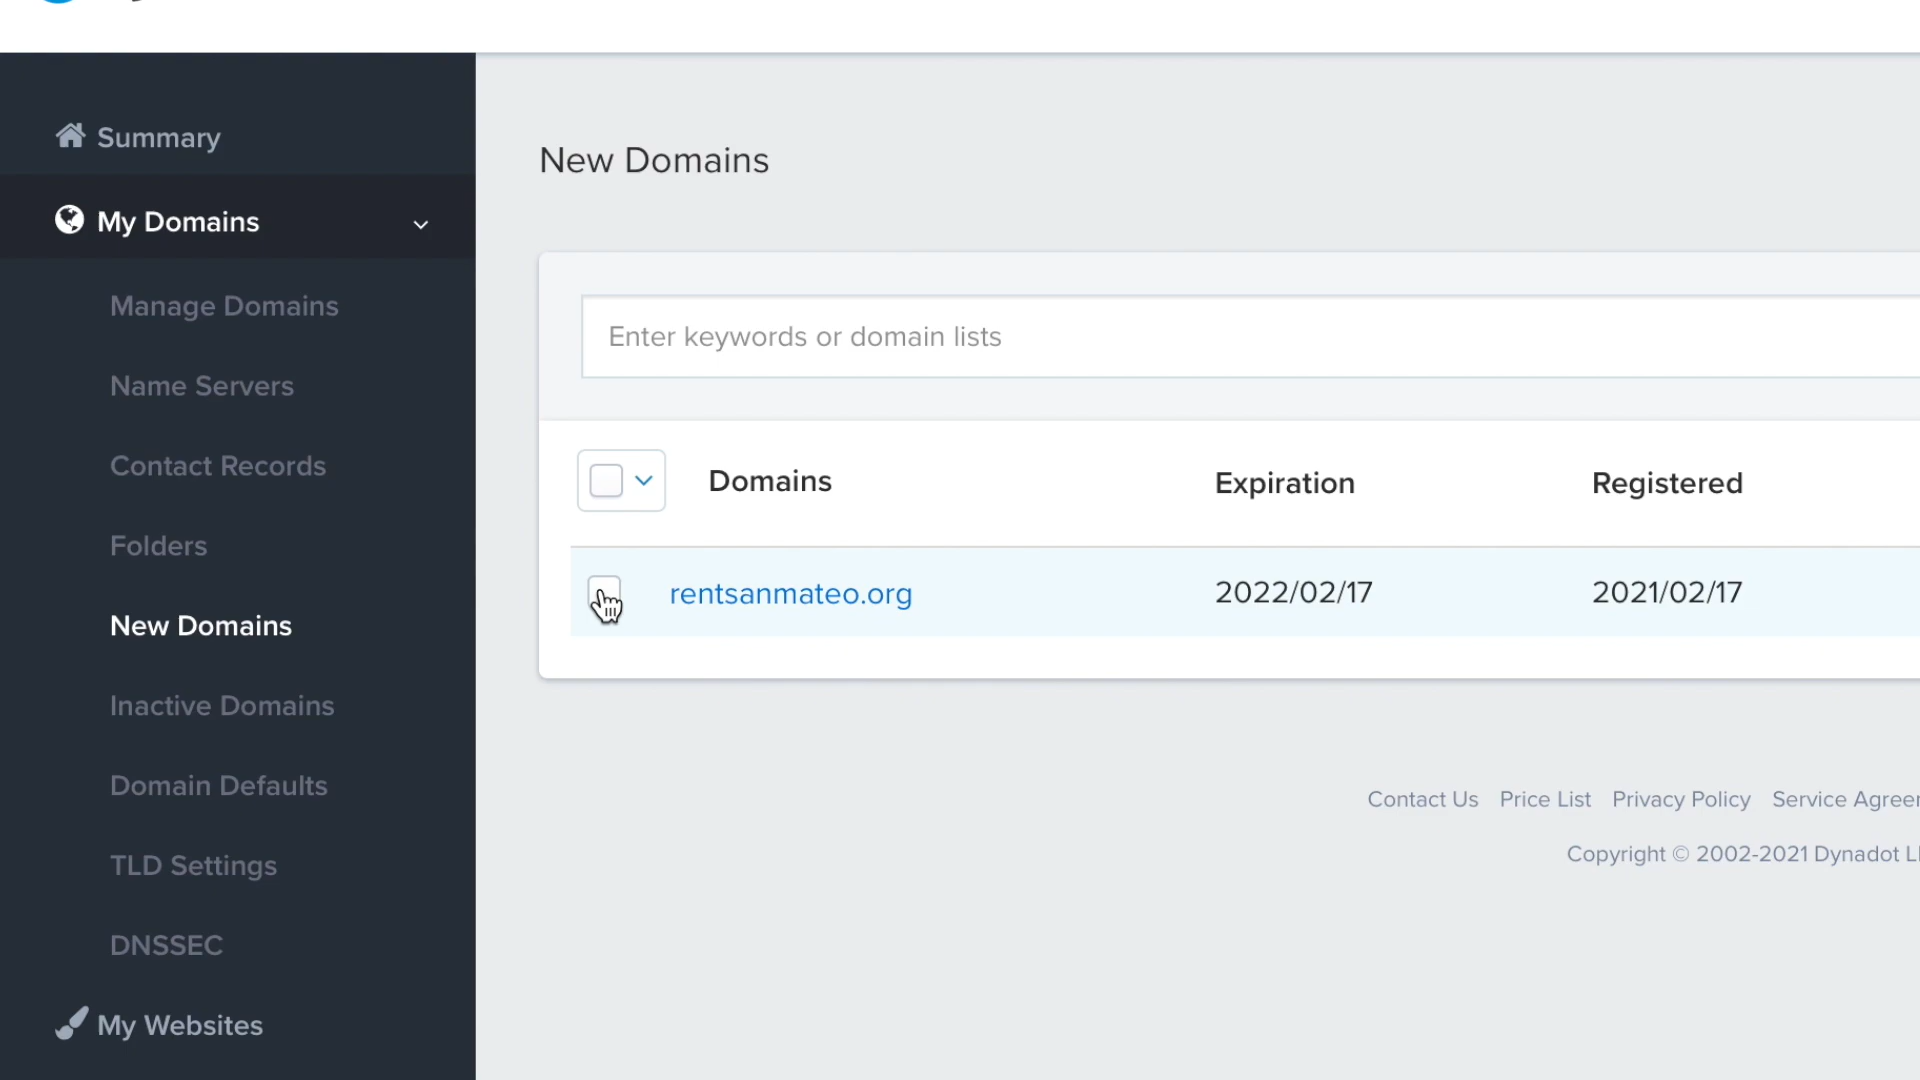 Summary
My Domains
Manage Domains
Name Servers
Contact Records
Folders
New Domains
Inactive Domains
Domain Defaults
TLD Settings
DNSSEC
My Websites
New Domains
Enter keywords or domain lists
Domains Expiration Registered
rentsanmateo.org 2022/02/17 2021/02/17
Contact Us Price List Privacy Policy Service
Copyright © 2002-2021 Dynadot